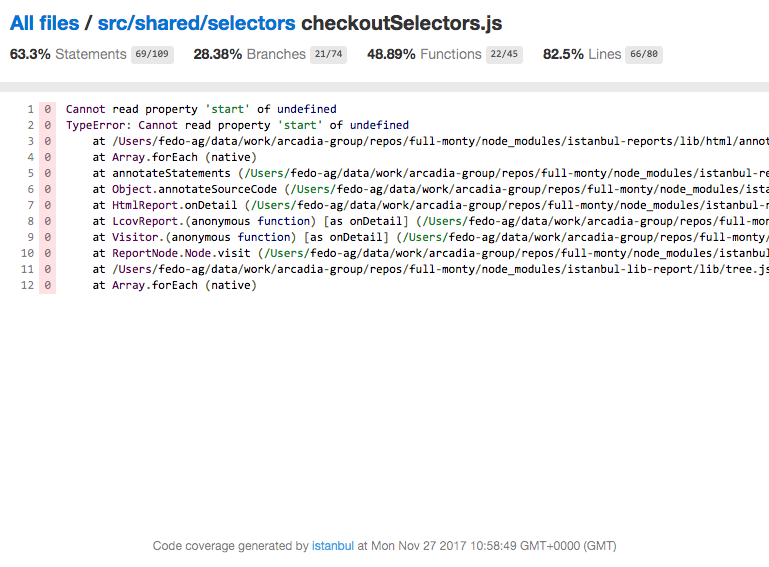 All files / src/shared/selectors checkoutSelectors.js
63.3% Statements 69/109 28.38% Branches 21/74 48.89% Functions 22/45 82.5% Lines 66/80
1 0 Cannot read property 'start' of undefined
2 0 TypeError: Cannot read property 'start' of undefined
3 0 at /Users/fedo-ag/data/work/arcadia-group/repos/full-monty/node_modules/istanbul-reports/lib/html/annot
4 0 at Array.forEach (native)
5 0 at annotateStatements (/Users/fedo-ag/data/work/arcadia-group/repos/full-monty/node_modules/istanbul-re
6 0 at Object.annotateSourceCode (/Users/fedo-ag/data/work/arcadia-group/repos/full-monty/node_modules/ista
7 0 at HtmlReport.onDetail (/Users/fedo-ag/data/work/arcadia-group/repos/full-monty/node_modules/istanbul-r
8 0 at LcovReport.(anonymous function) [as onDetail] (/Users/fedo-ag/data/work/arcadia-group/repos/full-mon
9 0 at Visitor.(anonymous function) [as onDetail] (/Users/fedo-ag/data/work/arcadia-group/repos/full-monty/
10 0 at ReportNode.Node.visit (/Users/fedo-ag/data/work/arcadia-group/repos/full-monty/node_modules/istanbul
11 0 at /Users/fedo-ag/data/work/arcadia-group/repos/full-monty/node_modules/istanbul-lib-report/lib/tree.js
12 0 at Array.forEach (native)
Code coverage generated by istanbul at Mon Nov 27 2017 10:58:49 GMT+0000 (GMT)